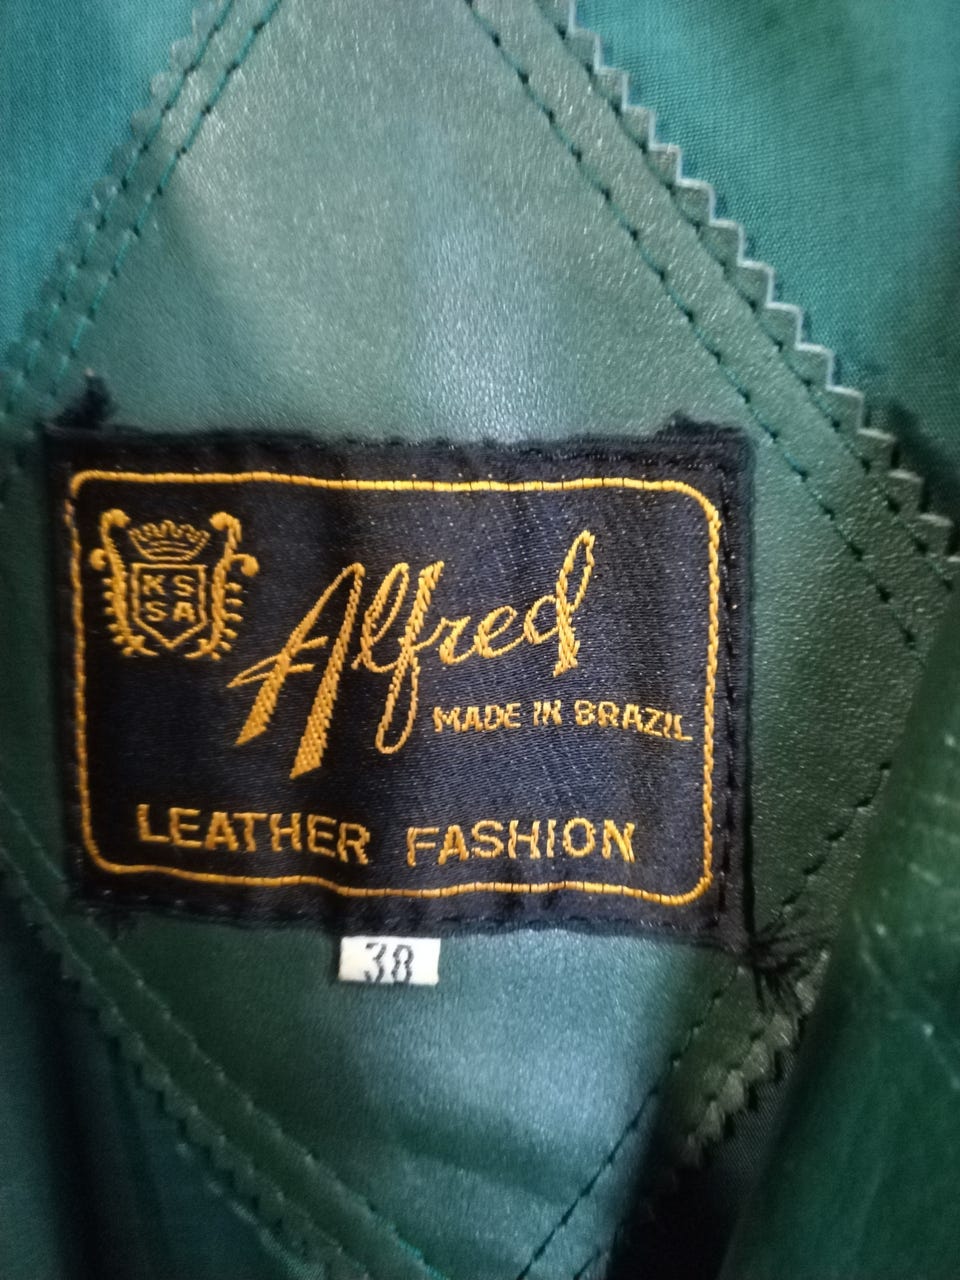 KS
SA
Alfred
MADE IN BRAZIL
LEATHER FASHION
38